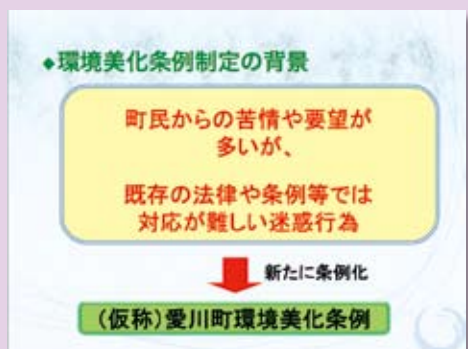 ◆環境美化条例制定の背景
町民からの苦情や要望が
多いが、
既存の法律や条例等では
対応が難しい迷惑行為
新たに条例化
（仮称）愛川町環境美化条例